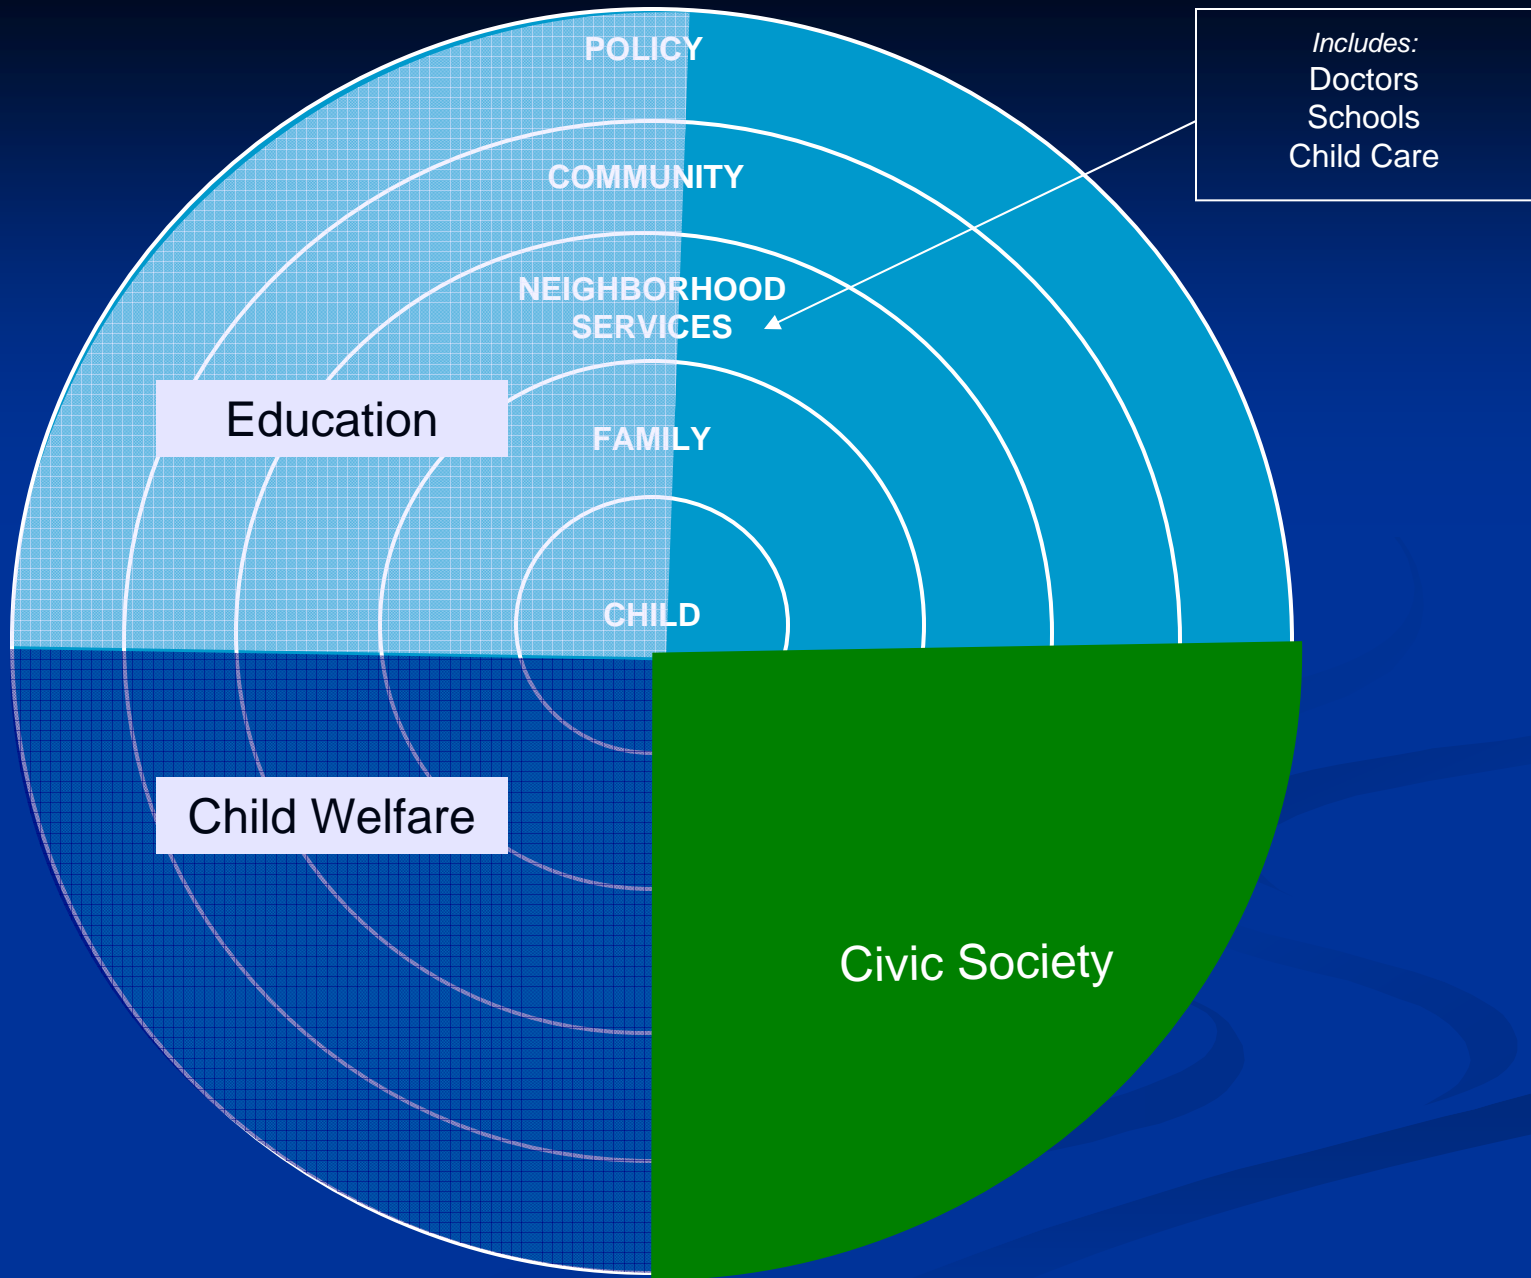 POLICY
COMMUNITY
NEIGHBORHOOD
SERVICES
FAMILY
CHILD
Includes:
Doctors
Schools
Child Care
Education
Child Welfare
Civic Society